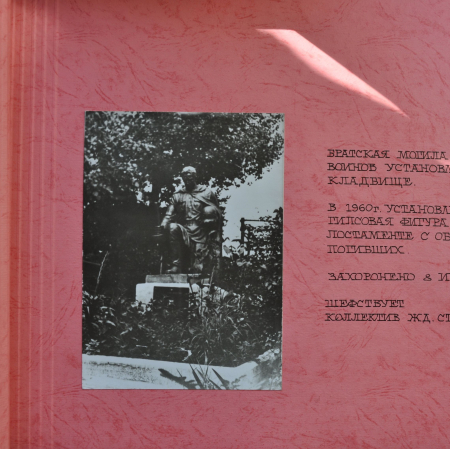 БРАТСКАЯ МОГИЛА
ВОИНОВ УСТАНОВЛ
КЛАДБИЩЕ.
В 1960г. УСТАНОВЛ
ГИПСОВАЯ ФИГУРА
ПОСТАМЕНТЕ С ОБ
ПОГИБШИХ.
ЗАХОРОНЕНО 8 И
ШЕФСТВУЕТ
КОЛЛЕКТИВ ЖД. СТ